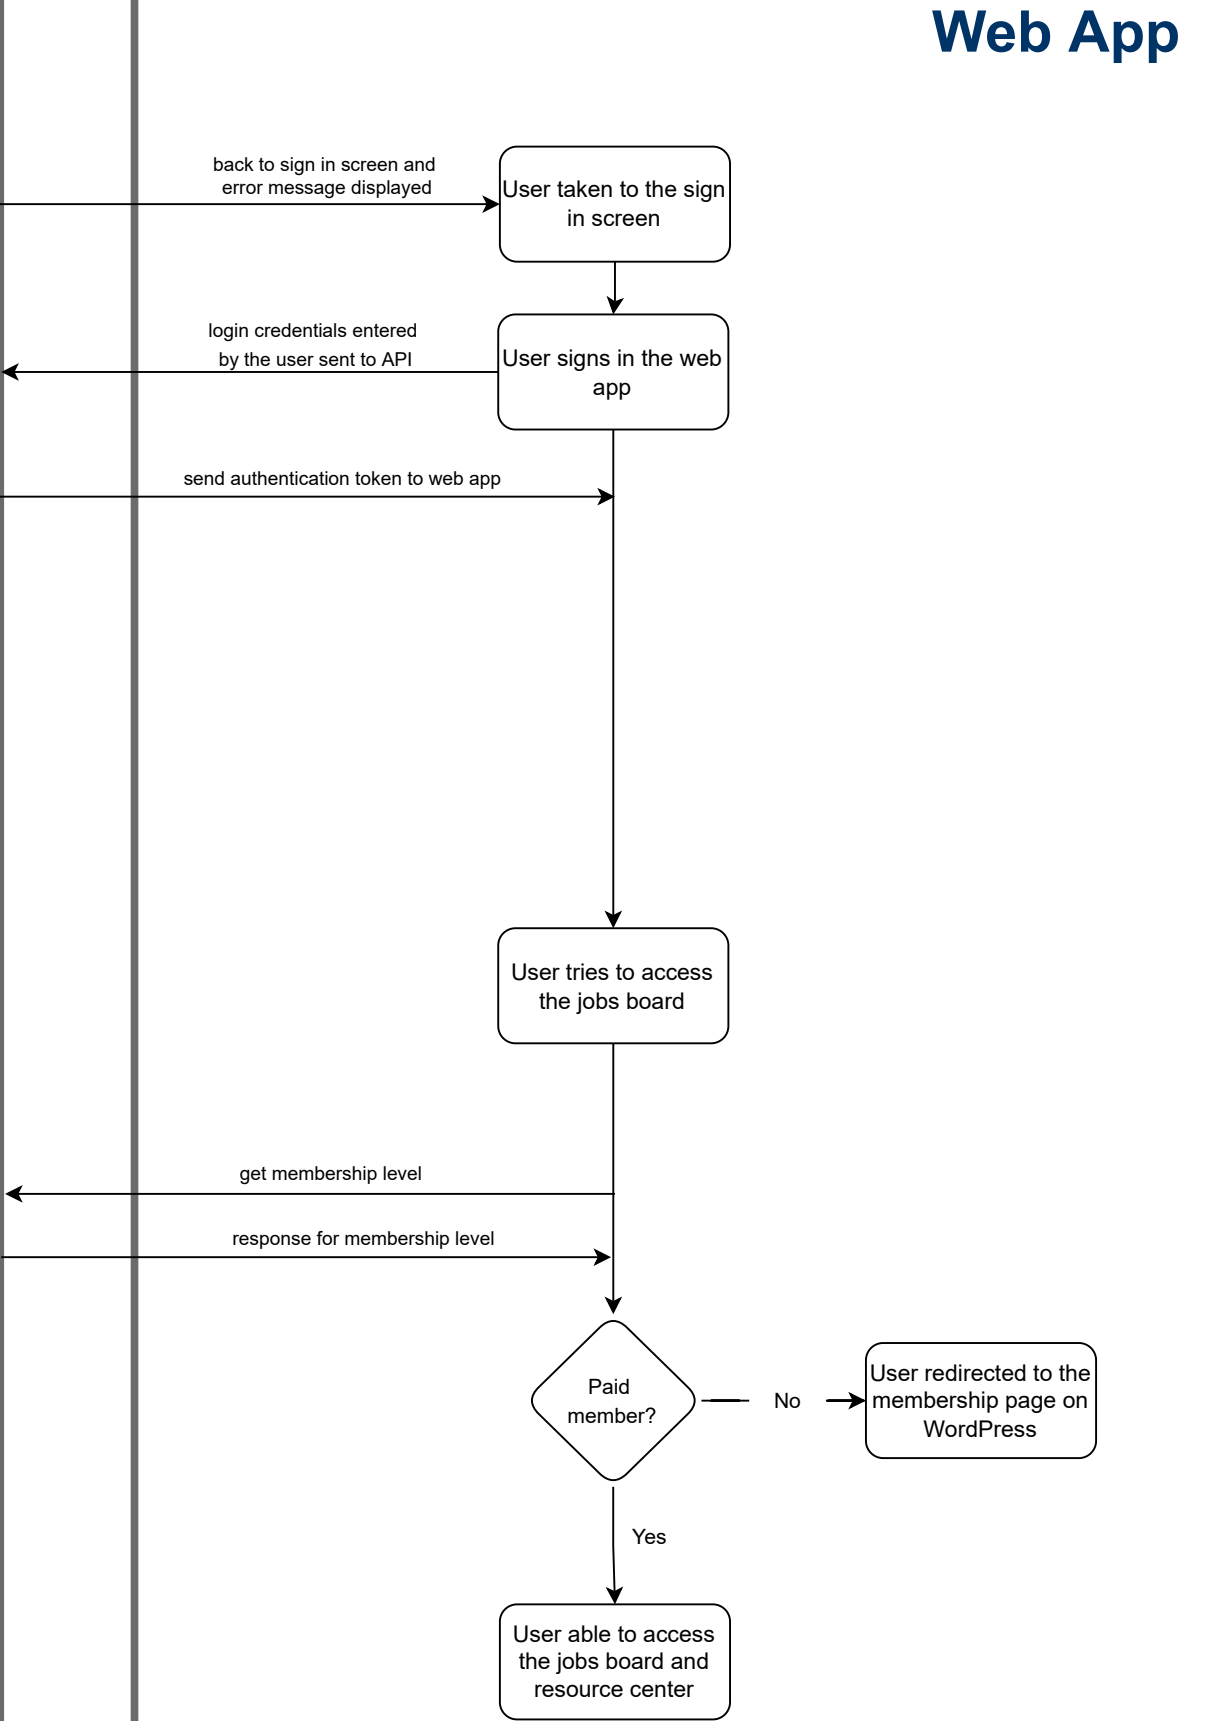 Web App
back to sign in screen and
error message displayed
User taken to the sign
in screen
login credentials entered
by the user sent to API
User signs in the web
app
send authentication token to web app
User tries to access
the jobs board
get membership level
response for membership level
Paid
member?
No
User redirected to the
membership page on
WordPress
Yes
User able to access
the jobs board and
resource center